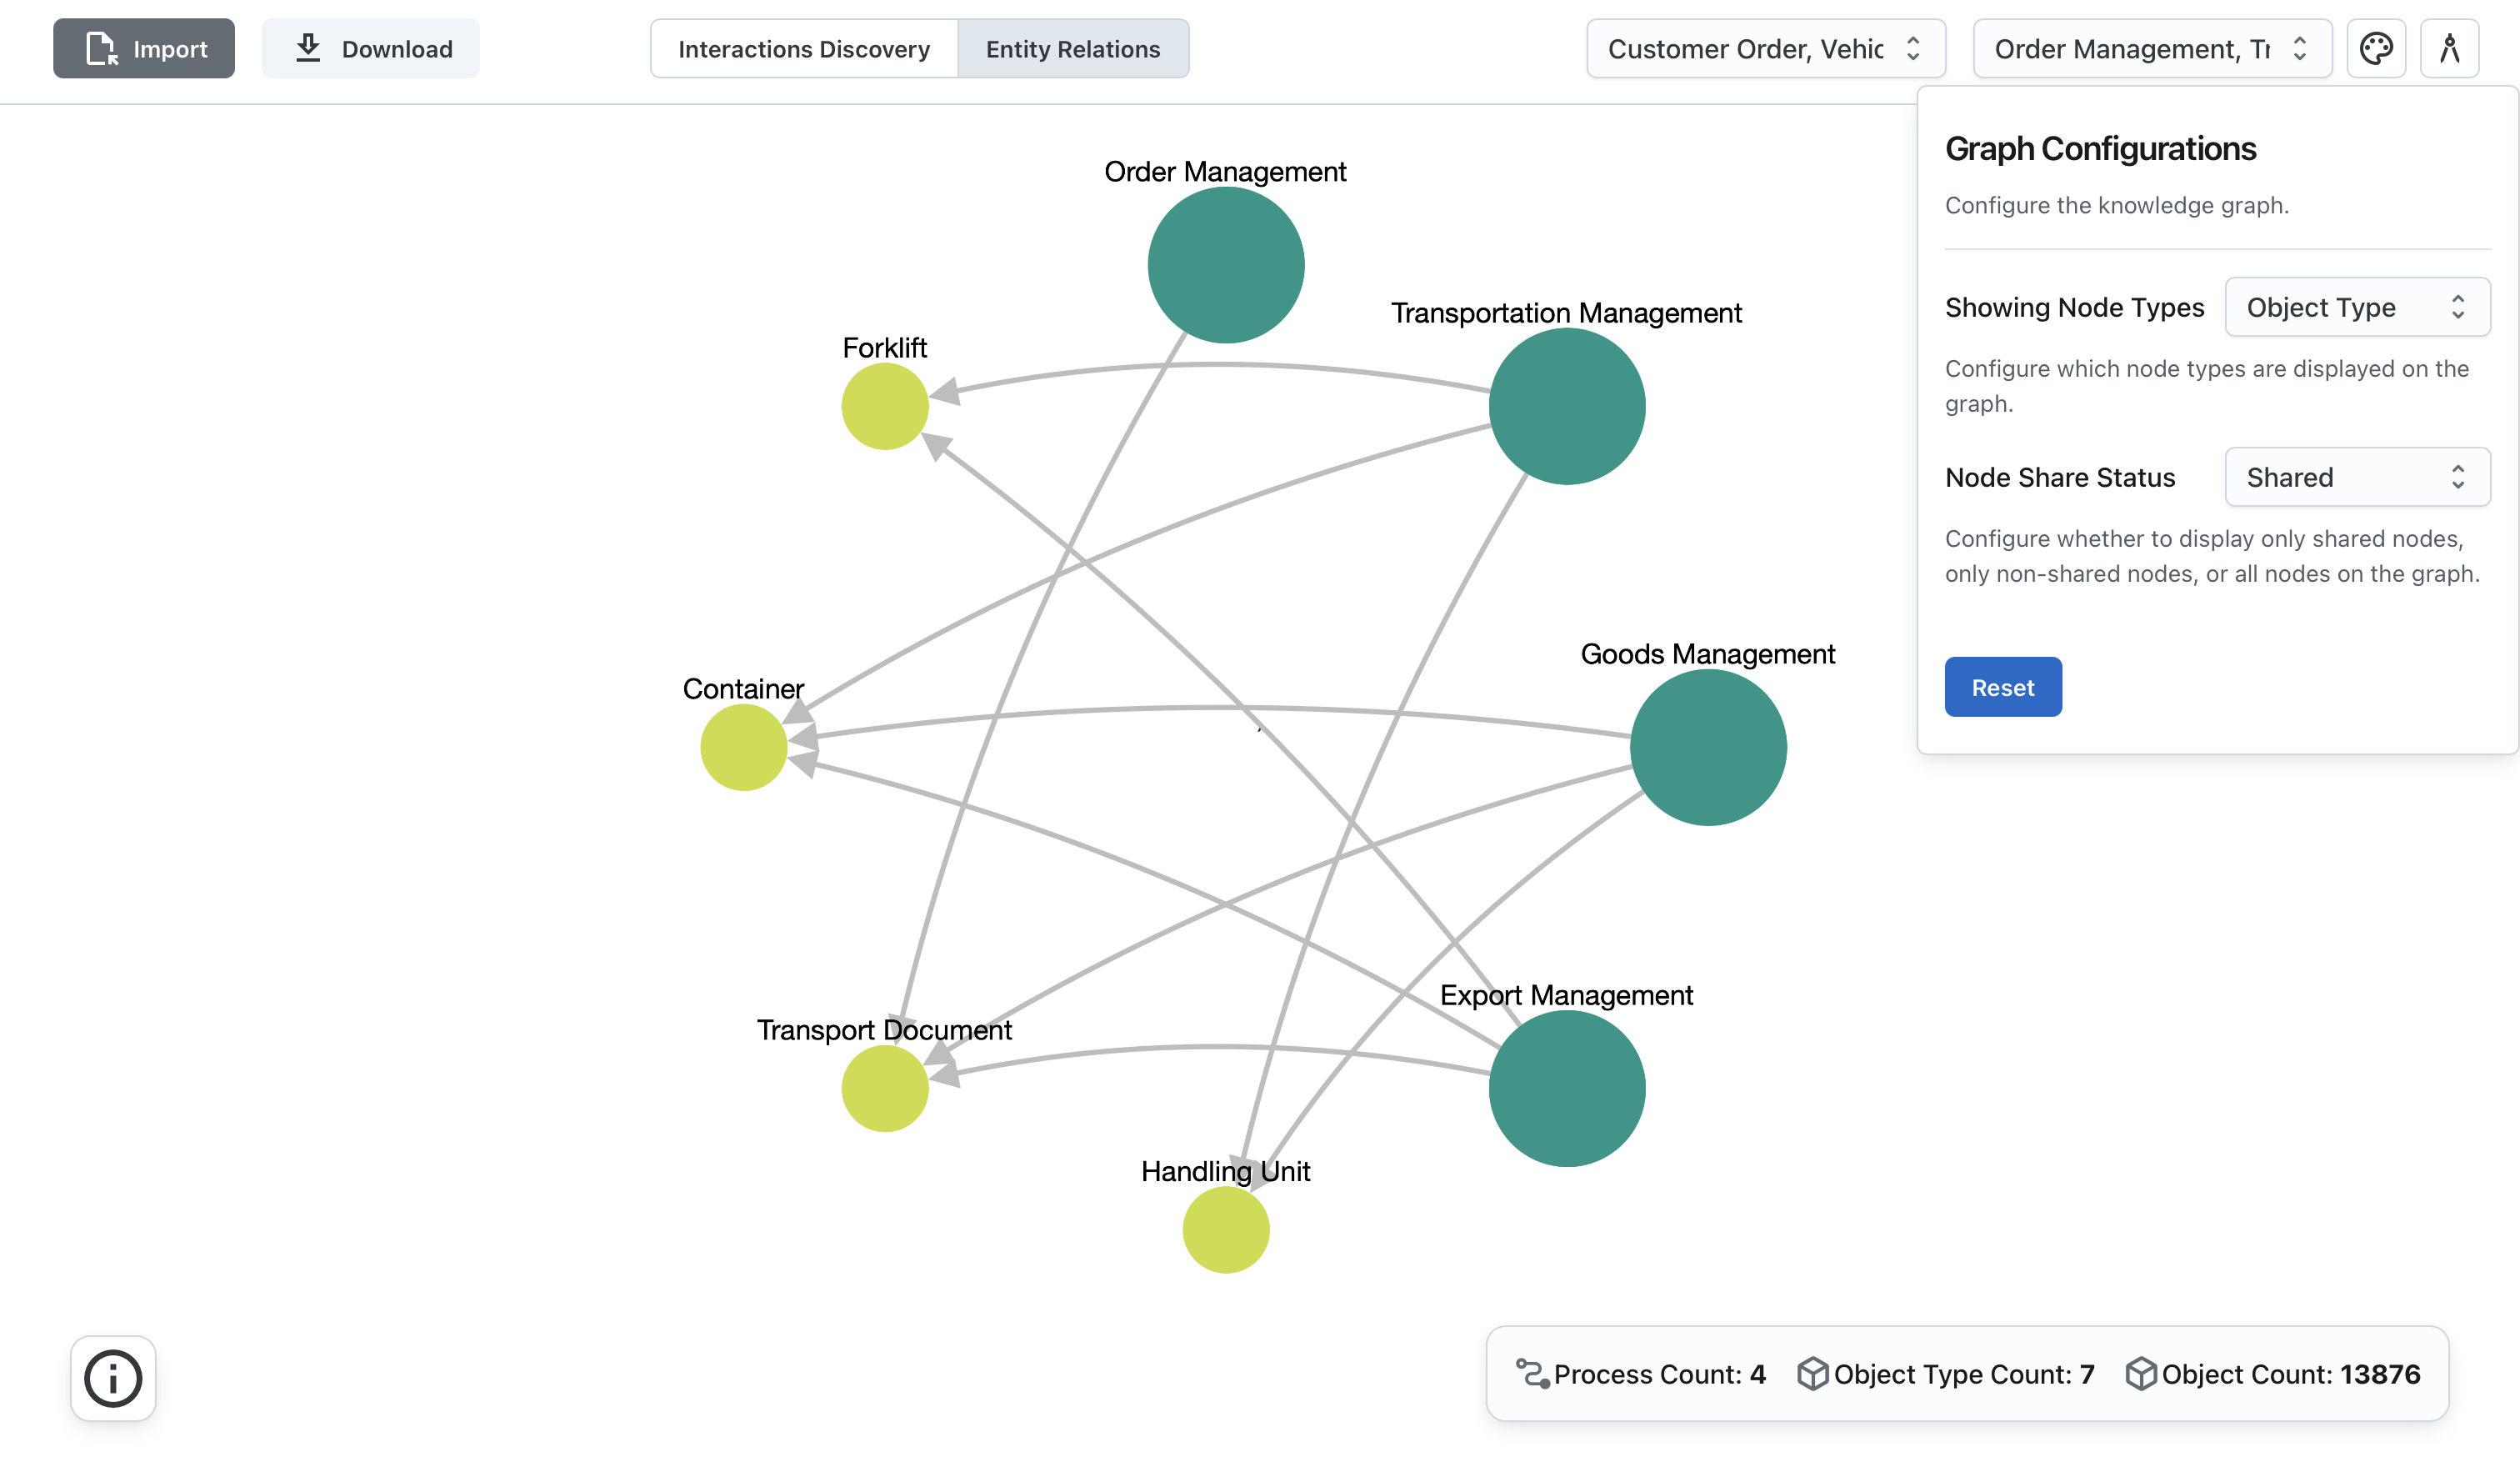 Import
Download
Interactions Discovery
Entity Relations
Customer Order, Vehic
Order Management, Tr
Graph Configurations
Configure the knowledge graph.
Showing Node Types
Object Type
Configure which node types are displayed on the
graph.
Node Share Status
Shared
Configure whether to display only shared nodes,
only non-shared nodes, or all nodes on the graph.
Reset
Order Management
Transportation Management
Forklift
Goods Management
Container
Export Management
Transport Document
Handling Unit
Process Count: 4
Object Type Count: 7
Object Count: 13876